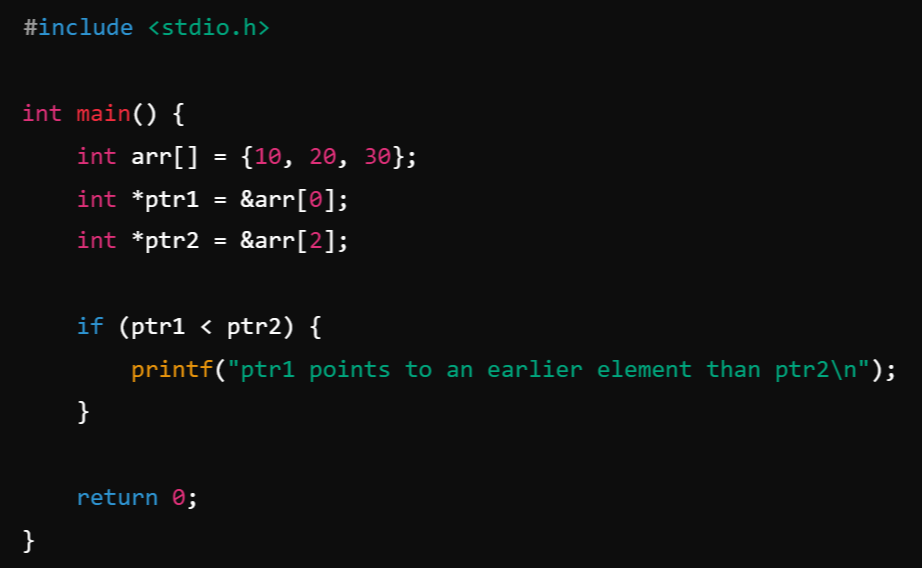 #include <stdio.h>
int main() {
    int arr[] = {10, 20, 30};
    int *ptr1 = &arr[0];
    int *ptr2 = &arr[2];
    if (ptr1 < ptr2) {
        printf("ptr1 points to an earlier element than ptr2\n");
    }
    return 0;
}